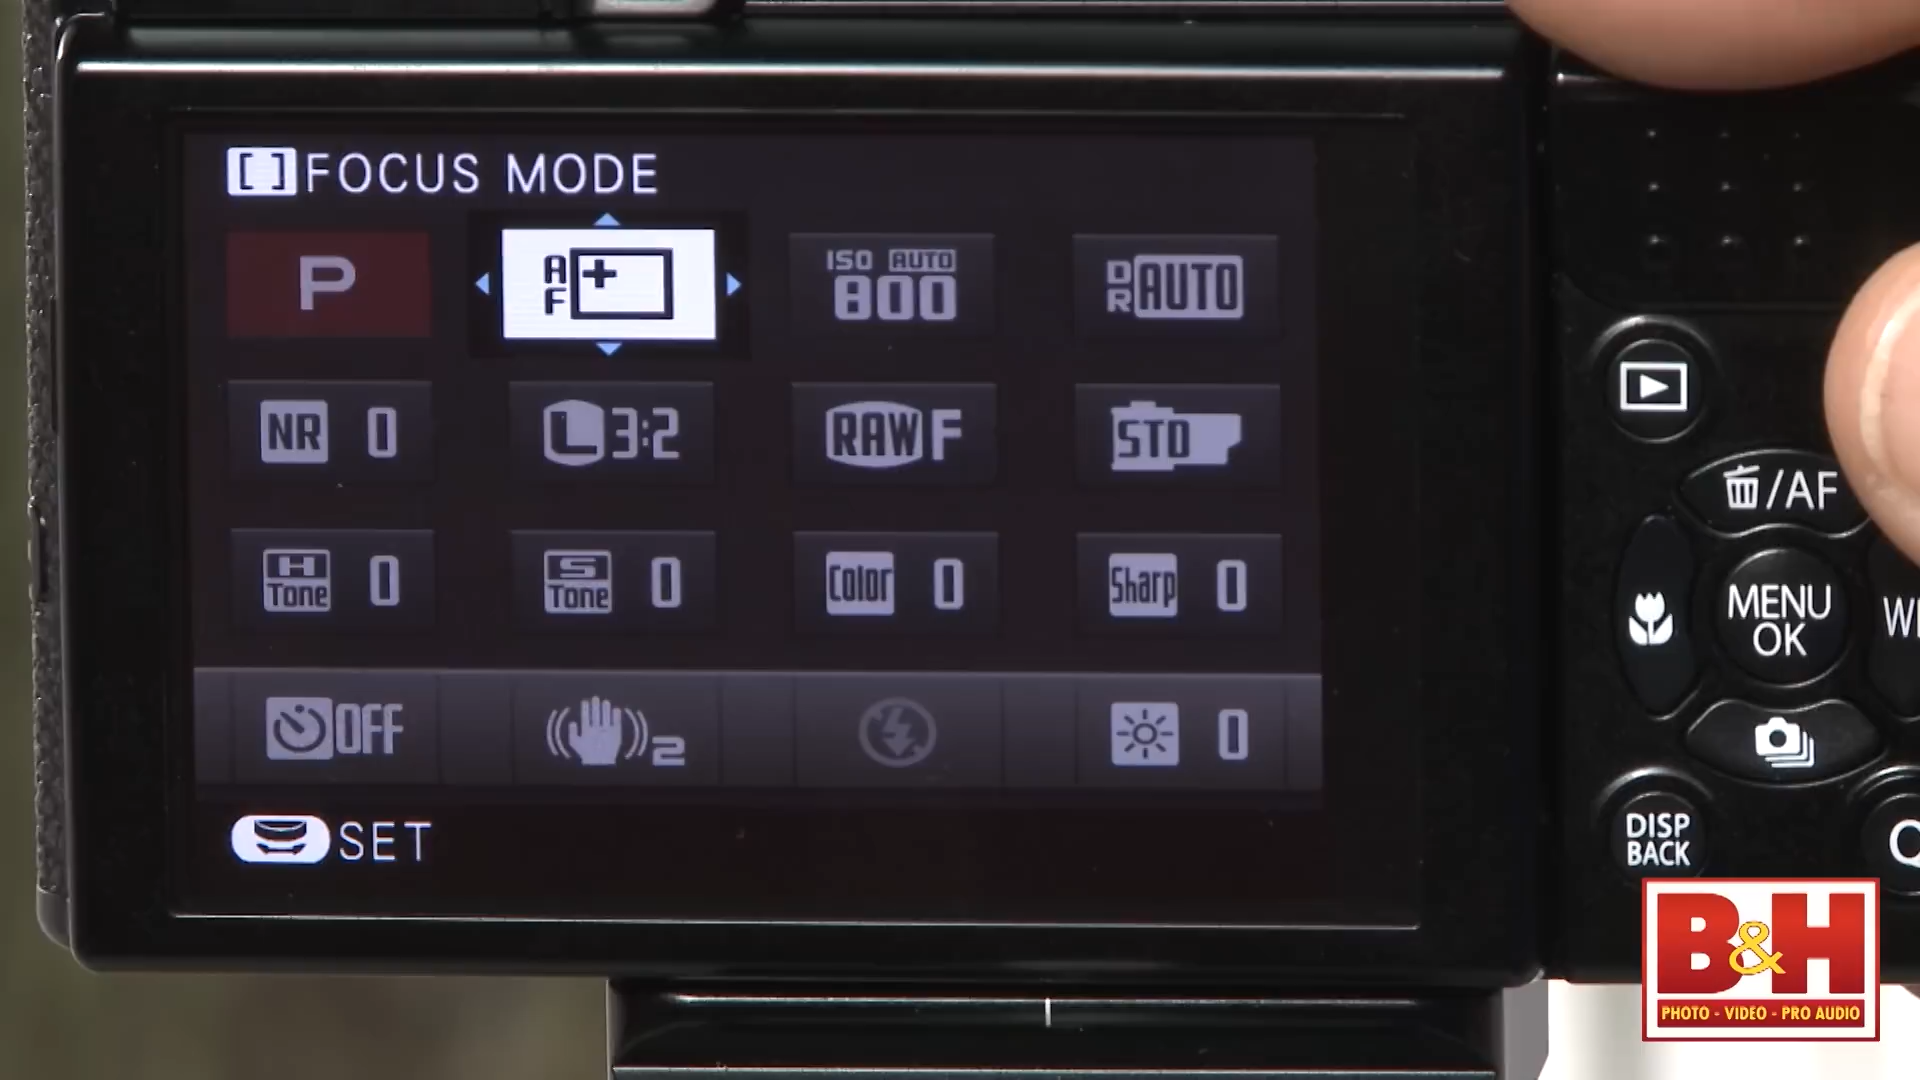 [ ] FOCUS MODE
P
AF
ISO AUTO 800
DR AUTO
NR 0
L 3:2
RAW F
STD
H Tone 0
S Tone 0
Color 0
Sharp 0
OFF
2
0
SET
/AF
MENU
OK
DISP
BACK
Q
B&H
PHOTO - VIDEO - PRO AUDIO